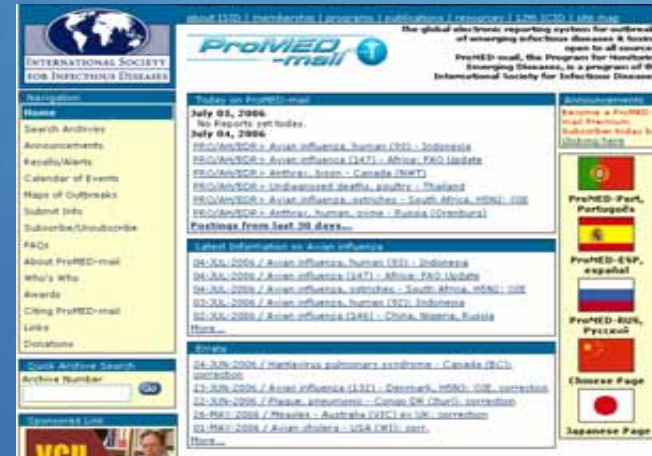 about ISID | membership | programs | publications | resources | 12th ICID | site map
INTERNATIONAL SOCIETY
FOR INFECTIOUS DISEASES
ProMED
-mail
The global electronic reporting system for outbreaks
of emerging infectious diseases & toxins
open to all sources
ProMED-mail, the Program for Monitoring
Emerging Diseases, is a program of the
International Society for Infectious Diseases
Navigation
Home
Search Archives
Announcements
Recalls/Alerts
Calendar of Events
Maps of Outbreaks
Submit Info
Subscribe/Unsubscribe
FAQs
About ProMED-mail
Who's Who
Awards
Citing ProMED-mail
Links
Donations
Quick Archive Search
Archive Number
GO
Sponsored Link
VCU
Today on ProMED-mail
July 05, 2006
No Reports yet today.
July 04, 2006
PRO/AH/EDR> Avian influenza, human (93) - Indonesia
PRO/AH/EDR> Avian influenza (147) - Africa: FAO Update
PRO/AH/EDR> Anthrax, bison - Canada (NWT)
PRO/AH/EDR> Undiagnosed deaths, poultry - Thailand
PRO/AH/EDR> Avian influenza, ostriches - South Africa, H5N2: OIE
PRO/AH/EDR> Anthrax, human, ovine - Russia (Orenburg)
Postings from last 30 days...
Latest Information on Avian influenza
04-JUL-2006 / Avian influenza, human (93) - Indonesia
04-JUL-2006 / Avian influenza (147) - Africa: FAO Update
04-JUL-2006 / Avian influenza, ostriches - South Africa, H5N2: OIE
03-JUL-2006 / Avian influenza, human (92): Indonesia
02-JUL-2006 / Avian influenza (146) - China, Nigeria, Russia
More...
Errata
24-JUN-2006 / Hantavirus pulmonary syndrome - Canada (BC):
correction
23-JUN-2006 / Avian influenza (132) - Denmark, H5N3: OIE, correction
22-JUN-2006 / Plague, pneumonic - Congo DR (Ituri): correction
26-MAY-2006 / Measles - Australia (VIC) ex UK: correction
01-MAY-2006 / Avian cholera - USA (MI): corr.
More...
Announcements
Become a ProMED-
mail Premium
Subscriber today by
clicking here
ProMED-Port,
Português
ProMED-ESP,
español
ProMED-RUS,
Русский
Chinese Page
Japanese Page